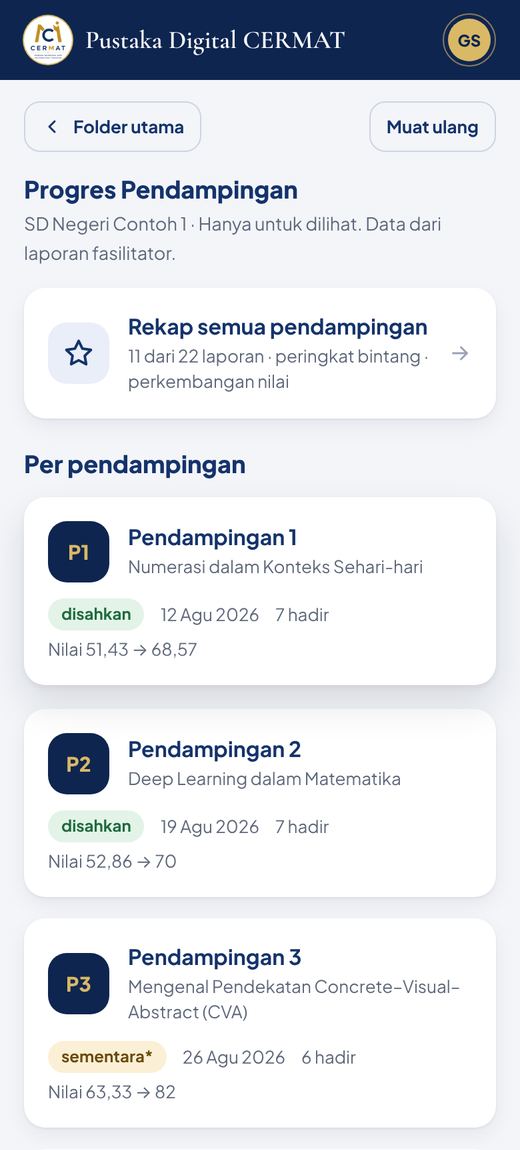 CERMAT
Pustaka Digital CERMAT
GS
Folder utama
Muat ulang
Progres Pendampingan
SD Negeri Contoh 1 · Hanya untuk dilihat. Data dari
laporan fasilitator.
Rekap semua pendampingan
11 dari 22 laporan · peringkat bintang ·
perkembangan nilai
Per pendampingan
P1
Pendampingan 1
Numerasi dalam Konteks Sehari-hari
disahkan 12 Agu 2026 7 hadir
Nilai 51,43 → 68,57
P2
Pendampingan 2
Deep Learning dalam Matematika
disahkan 19 Agu 2026 7 hadir
Nilai 52,86 → 70
P3
Pendampingan 3
Mengenal Pendekatan Concrete–Visual–
Abstract (CVA)
sementara* 26 Agu 2026 6 hadir
Nilai 63,33 → 82